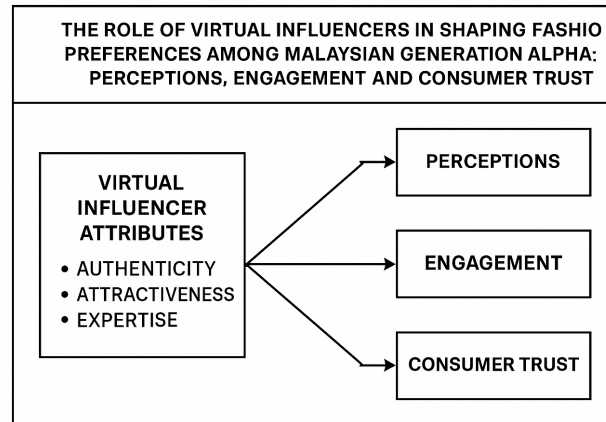 THE ROLE OF VIRTUAL INFLUENCERS IN SHAPING FASHIO
PREFERENCES AMONG MALAYSIAN GENERATION ALPHA:
PERCEPTIONS, ENGAGEMENT AND CONSUMER TRUST
VIRTUAL
INFLUENCER
ATTRIBUTES
• AUTHENTICITY
• ATTRACTIVENESS
• EXPERTISE
PERCEPTIONS
ENGAGEMENT
CONSUMER TRUST